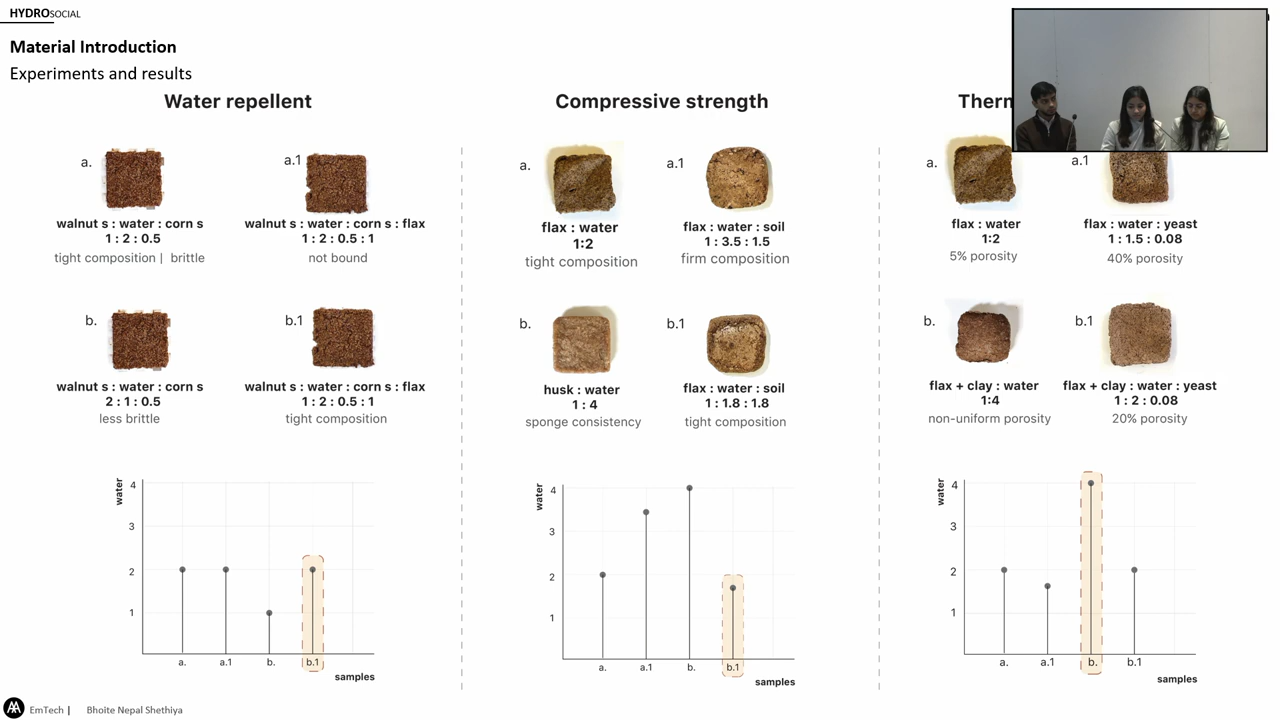 HYDROSOCIAL
Material Introduction
Experiments and results
Water repellent
a.
walnut s : water : corn s
1 : 2 : 0.5
tight composition | brittle
a.1
walnut s : water : corn s : flax
1 : 2 : 0.5 : 1
not bound
b.
walnut s : water : corn s
2 : 1 : 0.5
less brittle
b.1
walnut s : water : corn s : flax
1 : 2 : 0.5 : 1
tight composition
water
4
3
2
1
a.
a.1
b.
b.1
samples
Compressive strength
a.
flax : water
1:2
tight composition
a.1
flax : water : soil
1 : 3.5 : 1.5
firm composition
b.
husk : water
1 : 4
sponge consistency
b.1
flax : water : soil
1 : 1.8 : 1.8
tight composition
water
4
3
2
1
a.
a.1
b.
b.1
samples
a.
flax : water
1:2
5% porosity
a.1
flax : water : yeast
1 : 1.5 : 0.08
40% porosity
b.
flax + clay : water
1:4
non-uniform porosity
b.1
flax + clay : water : yeast
1 : 2 : 0.08
20% porosity
water
4
3
2
1
a.
a.1
b.
b.1
samples
AA
EmTech | Bhoite Nepal Shethiya